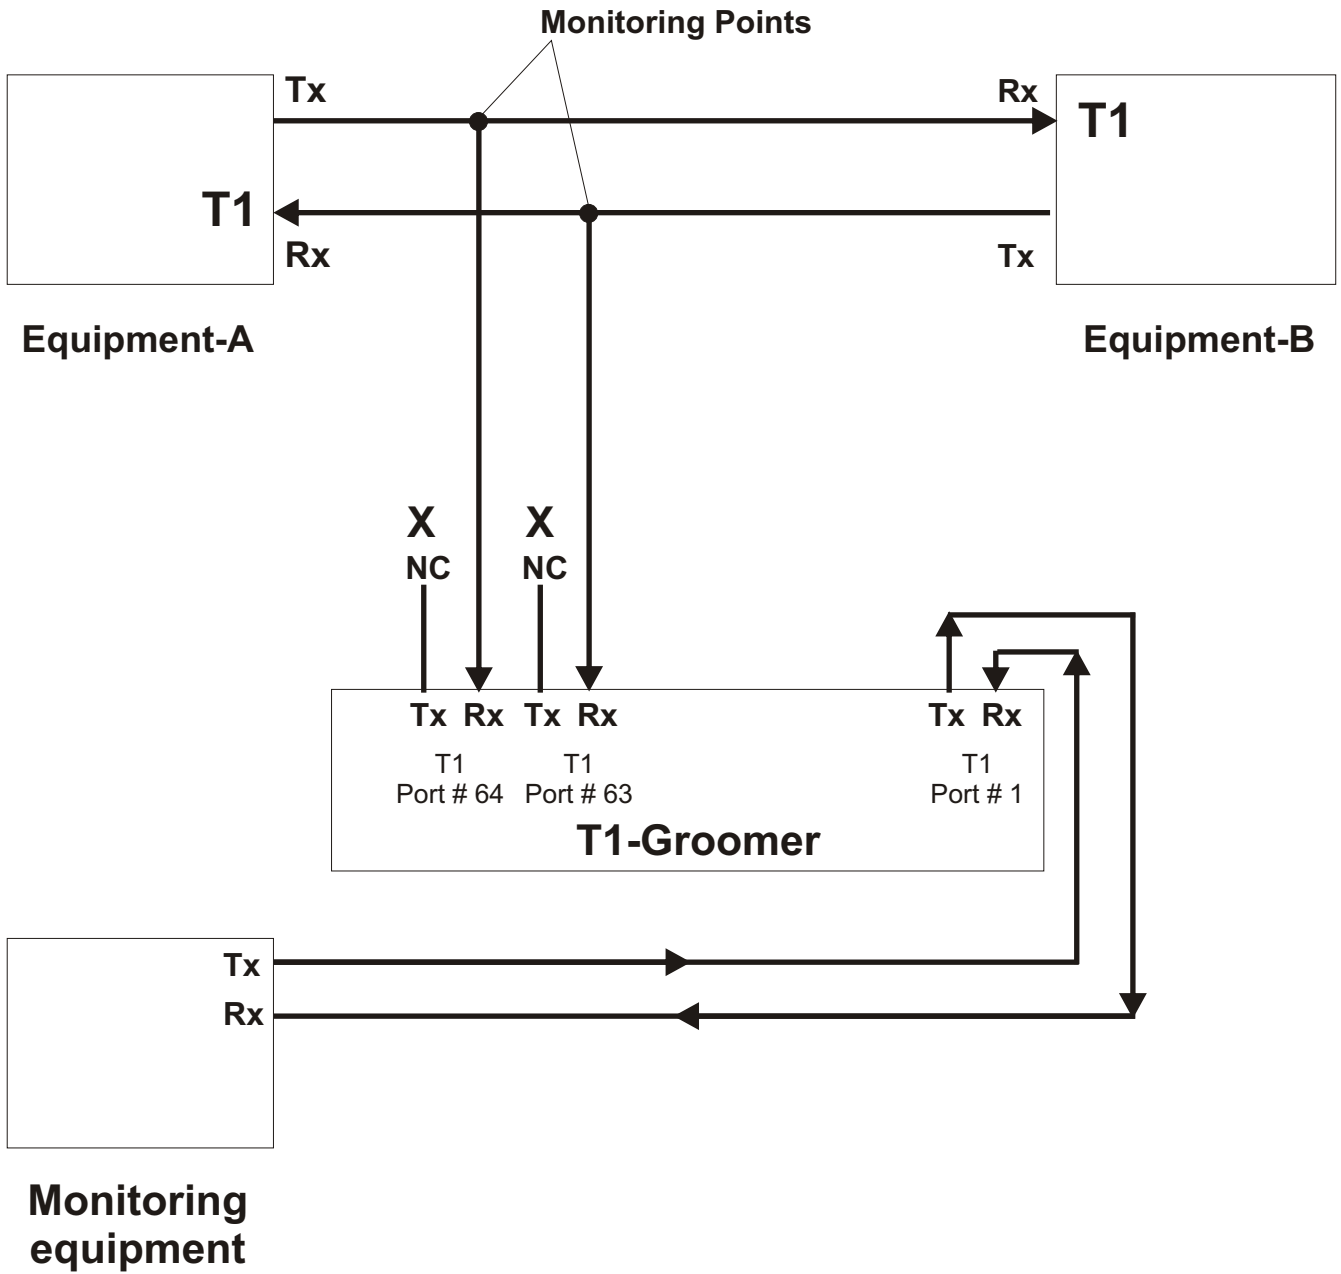 Monitoring Points
Tx
Rx
T1
T1
Rx
Tx
Equipment-A
Equipment-B
X
X
NC
NC
Tx Rx Tx Rx
Tx Rx
T1
T1
T1
Port # 64
Port # 63
Port # 1
T1-Groomer
Tx
Rx
Monitoring
equipment